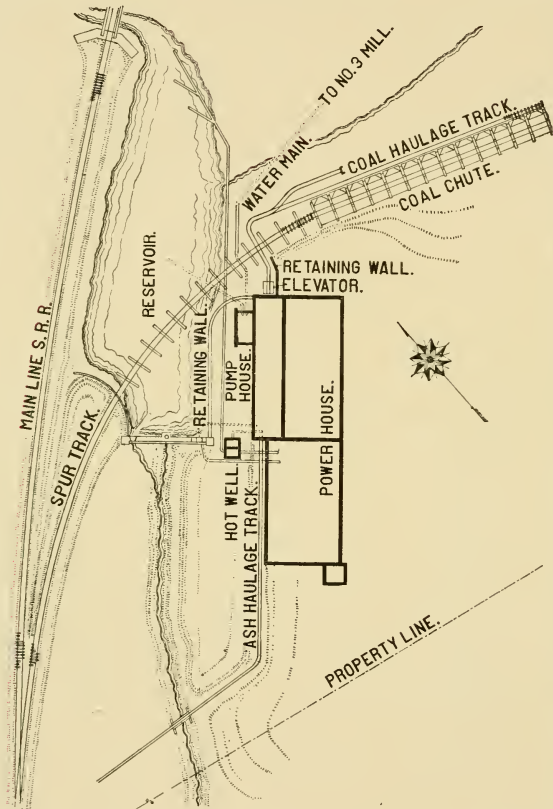 TO NO. 3 MILL.
WATER MAIN.
COAL HAULAGE TRACK.
COAL CHUTE.
RETAINING WALL.
ELEVATOR.
RESERVOIR.
MAIN LINE S. R. R.
RETAINING WALL.
PUMP
HOUSE.
SPUR TRACK.
POWER HOUSE.
HOT WELL.
ASH HAULAGE TRACK.
PROPERTY LINE.